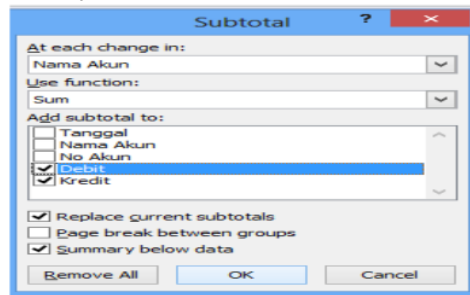 Subtotal ?
At each change in:
Nama Akun
Use function:
Sum
Add subtotal to:
Tanggal
Nama Akun
No Akun
Debit
Kredit
Replace current subtotals
Page break between groups
Summary below data
Remove All OK Cancel